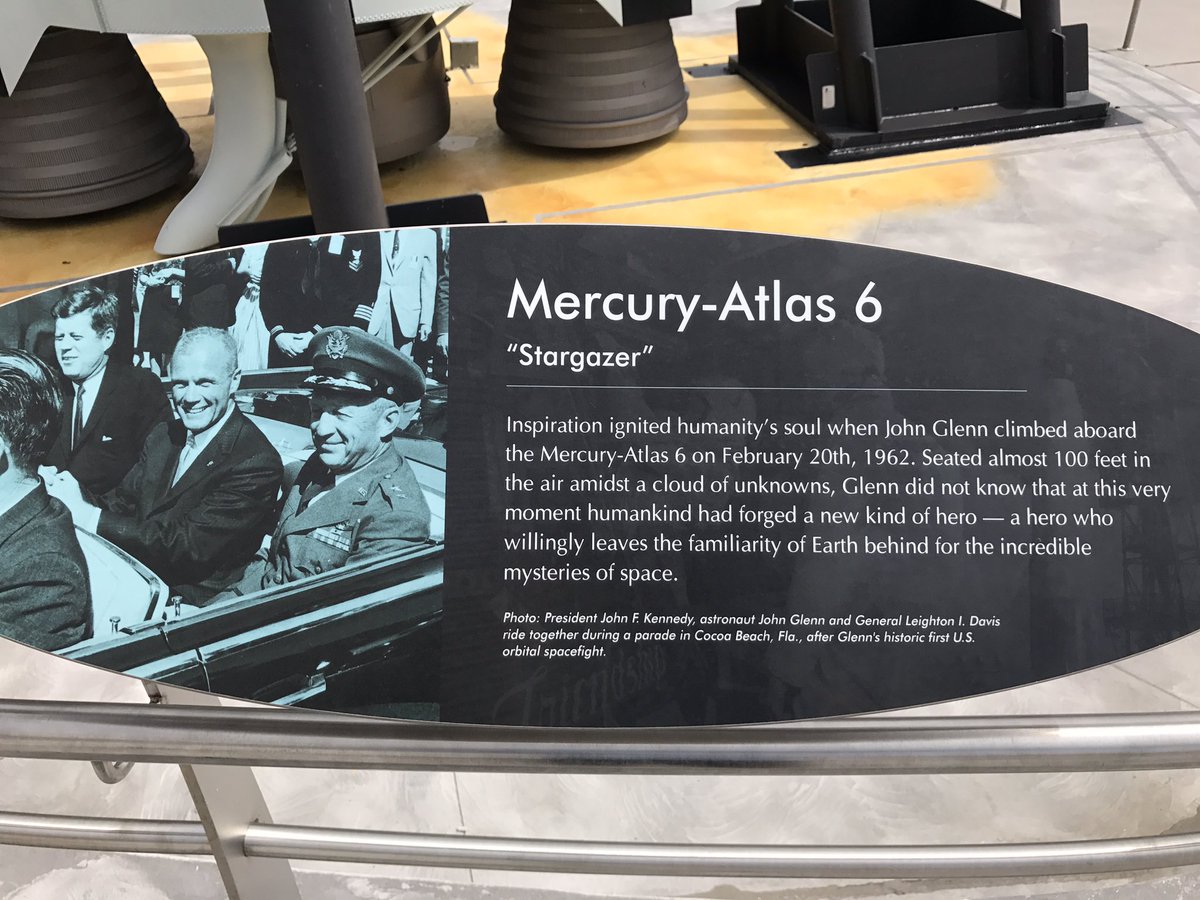 Mercury-Atlas 6
“Stargazer”
Inspiration ignited humanity’s soul when John Glenn climbed aboard
the Mercury-Atlas 6 on February 20th, 1962. Seated almost 100 feet in
the air amidst a cloud of unknowns, Glenn did not know that at this very
moment humankind had forged a new kind of hero — a hero who
willingly leaves the familiarity of Earth behind for the incredible
mysteries of space.
Photo: President John F. Kennedy, astronaut John Glenn and General Leighton I. Davis
ride together during a parade in Cocoa Beach, Fla., after Glenn's historic first U.S.
orbital spacefight.